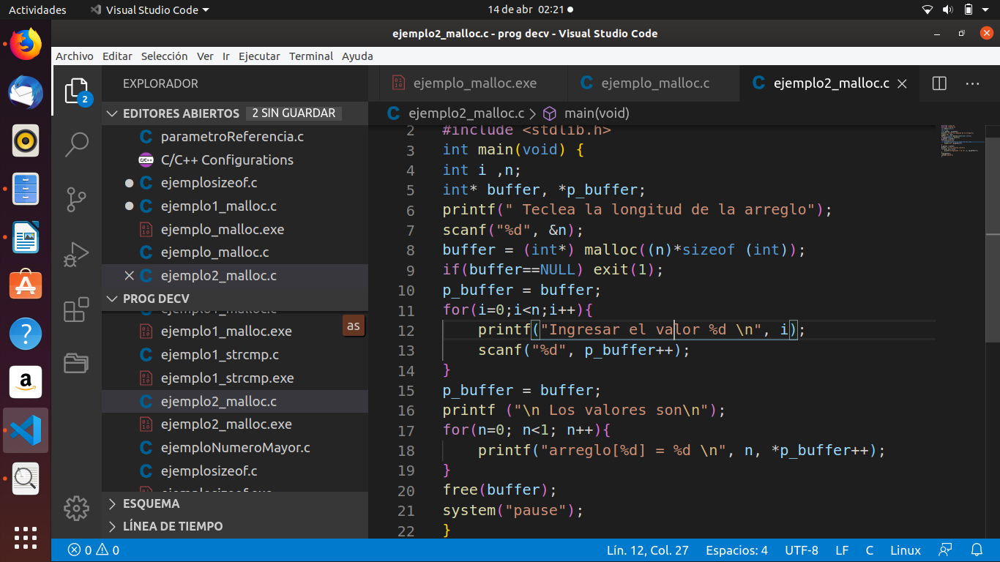 Actividades Visual Studio Code 14 de abr 02:21
ejemplo2_malloc.c - prog decv - Visual Studio Code
Archivo Editar Selección Ver Ir Ejecutar Terminal Ayuda
EXPLORADOR
2
EDITORES ABIERTOS 2 SIN GUARDAR
parametroReferencia.c
C/C++ C/C++ Configurations
ejemplosizeof.c
ejemplo1_malloc.c
ejemplo_malloc.exe
ejemplo_malloc.c
ejemplo2_malloc.c
PROG DECV
ejemplo1_malloc.c
ejemplo1_malloc.exe
as
ejemplo1_strcmp.c
ejemplo1_strcmp.exe
ejemplo2_malloc.c
ejemplo2_malloc.exe
ejemploNumeroMayor.c
ejemplosizeof.c
ejemplosizeof.exe
ESQUEMA
LÍNEA DE TIEMPO
ejemplo_malloc.exe ejemplo_malloc.c ejemplo2_malloc.c
ejemplo2_malloc.c > main(void)
2 #include <stdlib.h>
3 int main(void) {
4 int i ,n;
5 int* buffer, *p_buffer;
6 printf(" Teclea la longitud de la arreglo");
7 scanf("%d", &n);
8 buffer = (int*) malloc((n)*sizeof (int));
9 if(buffer==NULL) exit(1);
10 p_buffer = buffer;
11 for(i=0;i<n;i++){
12     printf("Ingresar el valor %d \n", i);
13     scanf("%d", p_buffer++);
14 }
15 p_buffer = buffer;
16 printf ("\n Los valores son\n");
17 for(n=0; n<1; n++){
18     printf("arreglo[%d] = %d \n", n, *p_buffer++);
19 }
20 free(buffer);
21 system("pause");
22 }
0 0 Lín. 12, Col. 27 Espacios: 4 UTF-8 LF C Linux